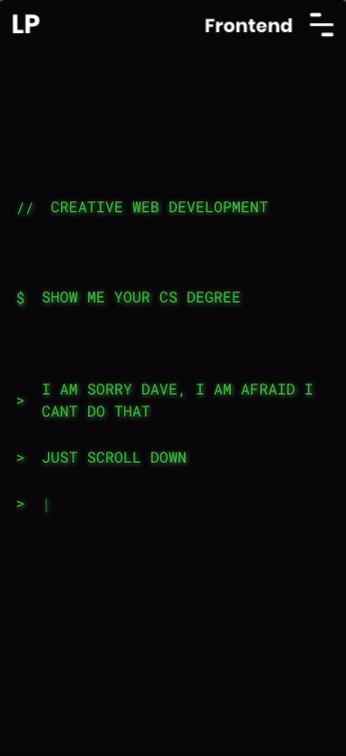 LP Frontend
// CREATIVE WEB DEVELOPMENT
$ SHOW ME YOUR CS DEGREE
> I AM SORRY DAVE, I AM AFRAID I
CANT DO THAT
> JUST SCROLL DOWN
> |